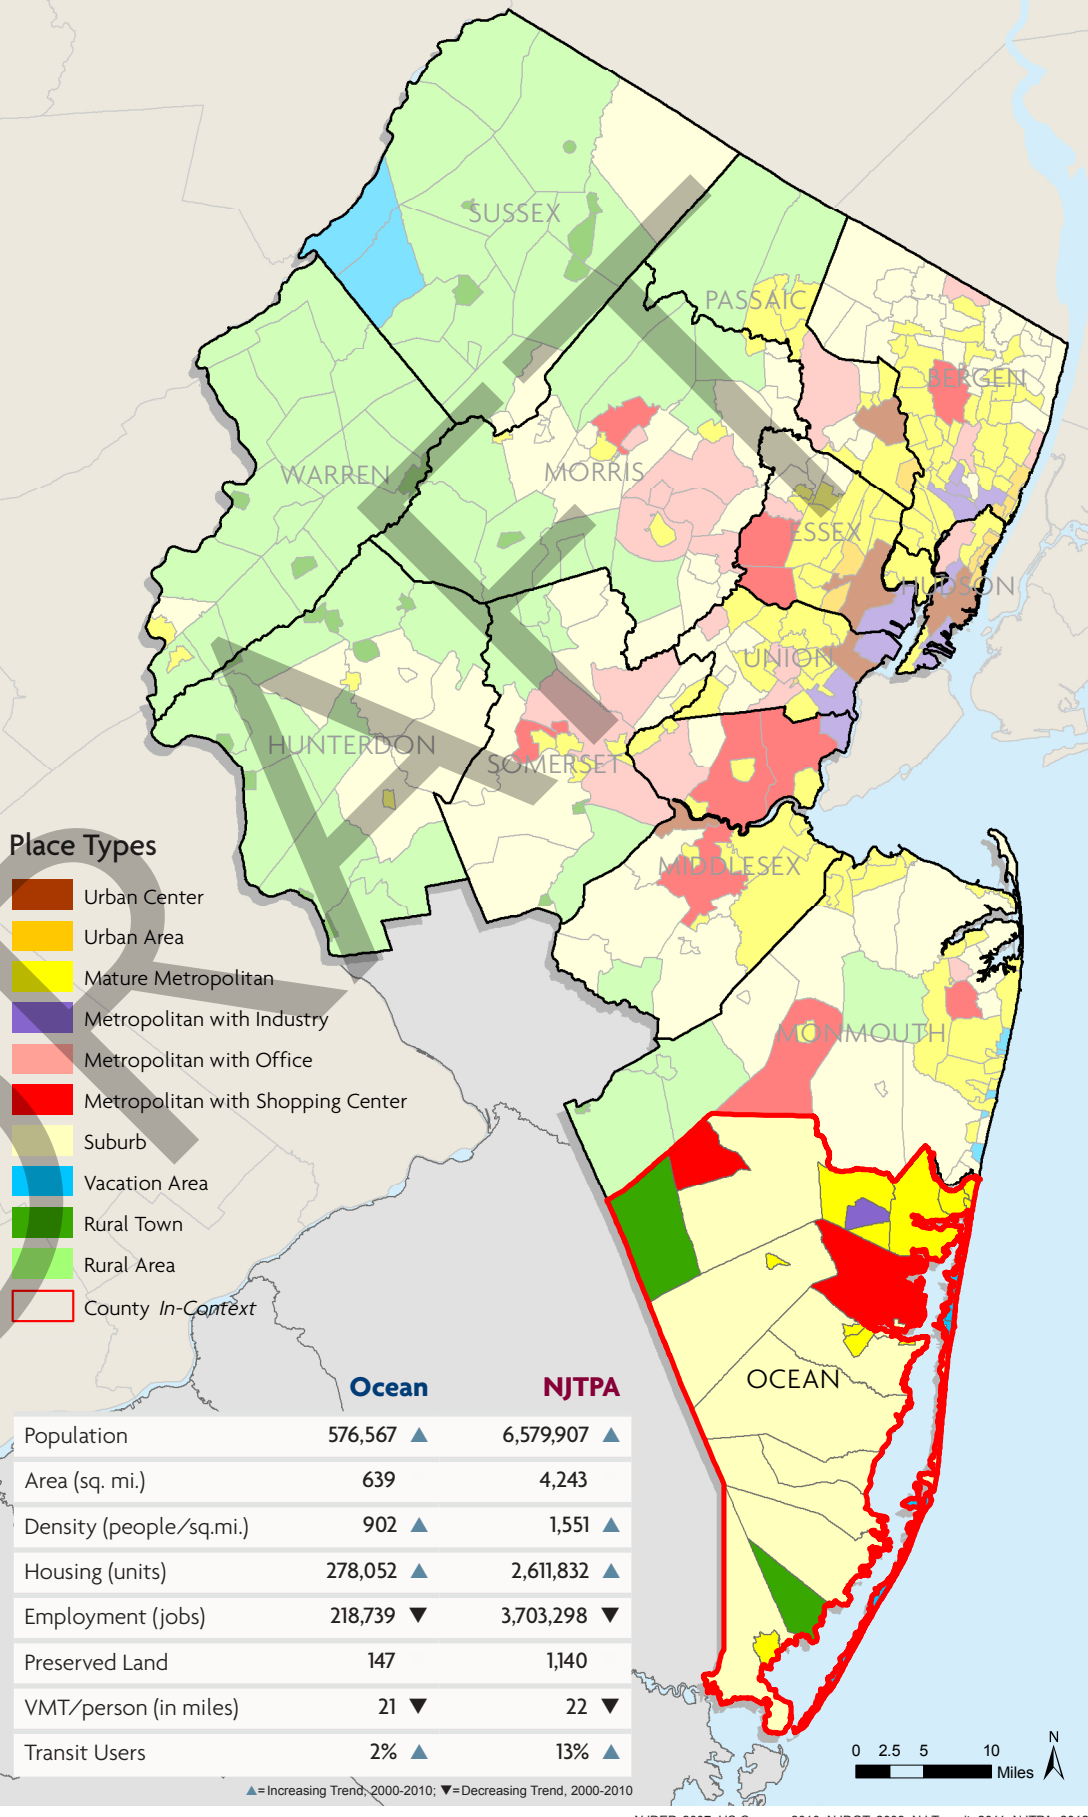 SUSSEX
PASSAIC
BERGEN
WARREN
MORRIS
ESSEX
HUDSON
UNION
HUNTERDON
SOMERSET
MIDDLESEX
MONMOUTH
OCEAN
DRAFT
Place Types
Urban Center
Urban Area
Mature Metropolitan
Metropolitan with Industry
Metropolitan with Office
Metropolitan with Shopping Center
Suburb
Vacation Area
Rural Town
Rural Area
County In-Context
Ocean NJTPA
Population 576,567 ▲ 6,579,907 ▲
Area (sq. mi.) 639 4,243
Density (people/sq.mi.) 902 ▲ 1,551 ▲
Housing (units) 278,052 ▲ 2,611,832 ▲
Employment (jobs) 218,739 ▼ 3,703,298 ▼
Preserved Land 147 1,140
VMT/person (in miles) 21 ▼ 22 ▼
Transit Users 2% ▲ 13% ▲
▲= Increasing Trend, 2000-2010; ▼=Decreasing Trend, 2000-2010
N
0 2.5 5 10
Miles